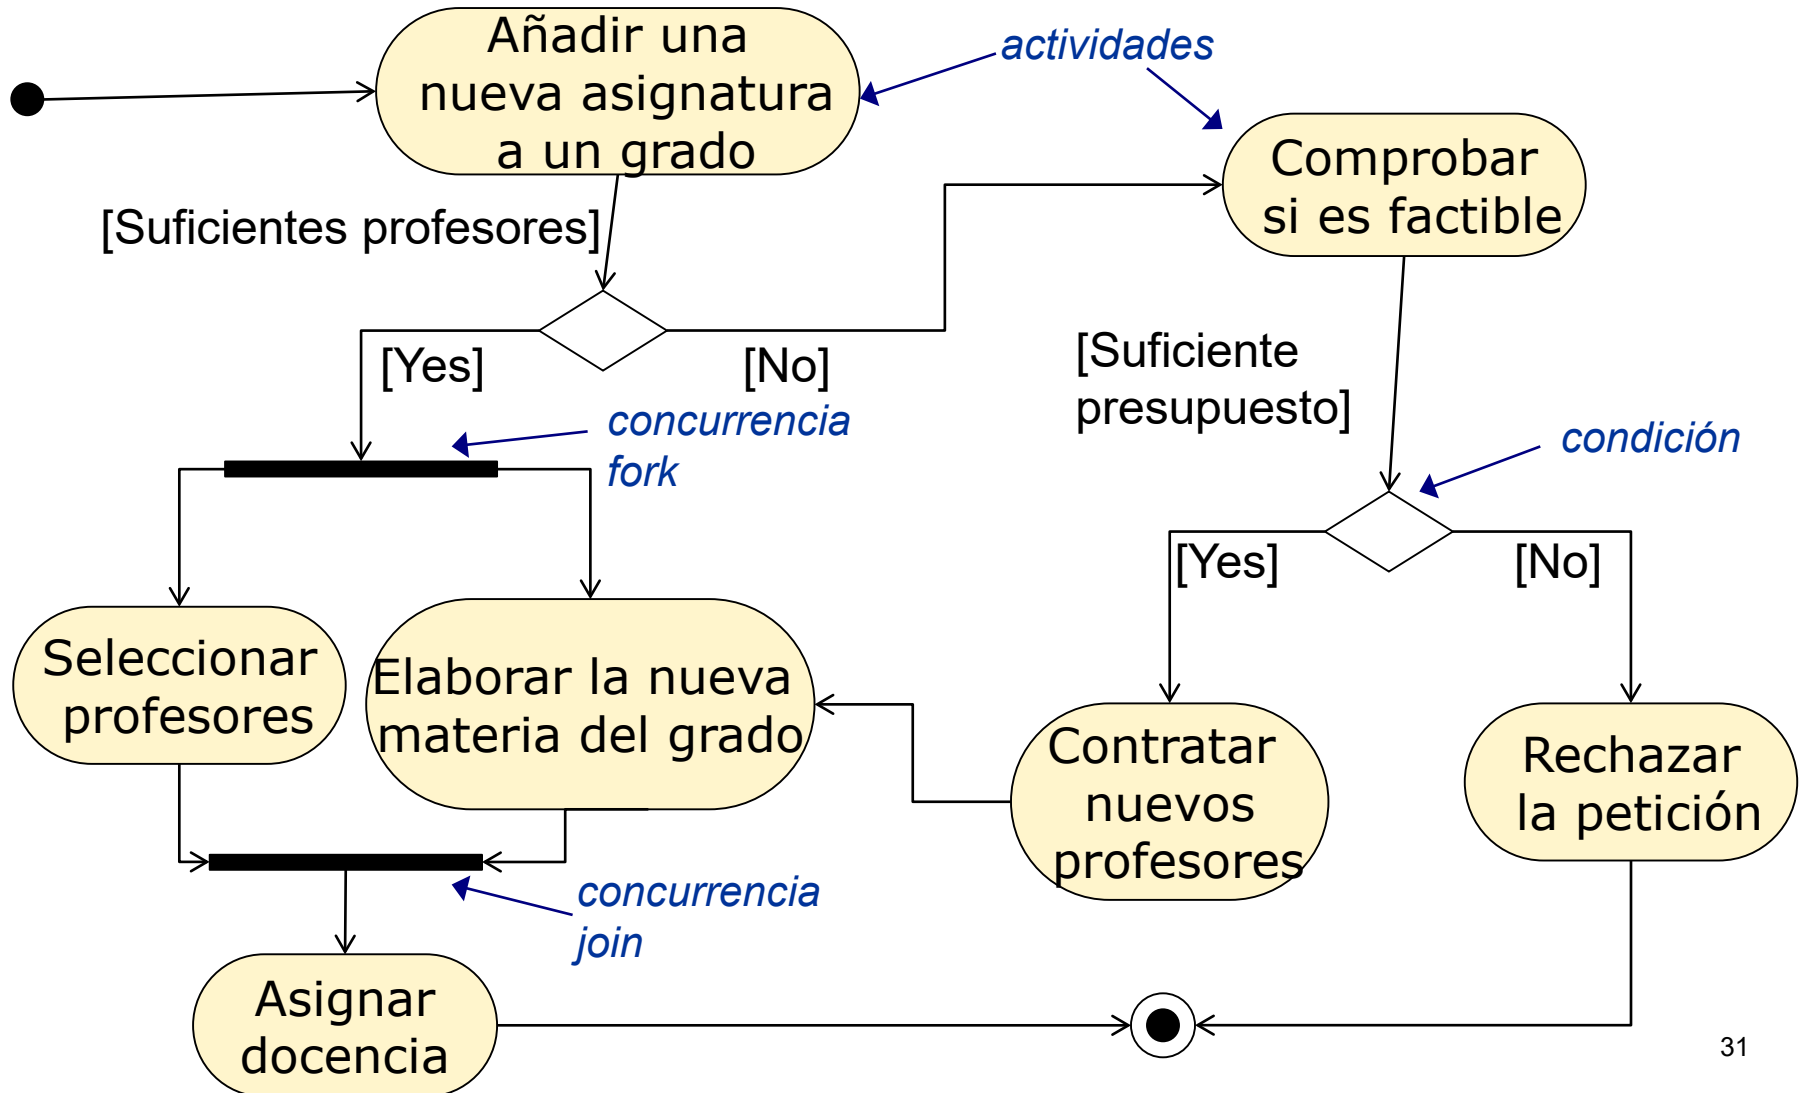 Añadir una
nueva asignatura
a un grado
actividades
Comprobar
si es factible
[Suficientes profesores]
[Yes]
[No]
[Suficiente
presupuesto]
concurrencia
fork
condición
[Yes]
[No]
Seleccionar
profesores
Elaborar la nueva
materia del grado
Contratar
nuevos
profesores
Rechazar
la petición
concurrencia
join
Asignar
docencia
31